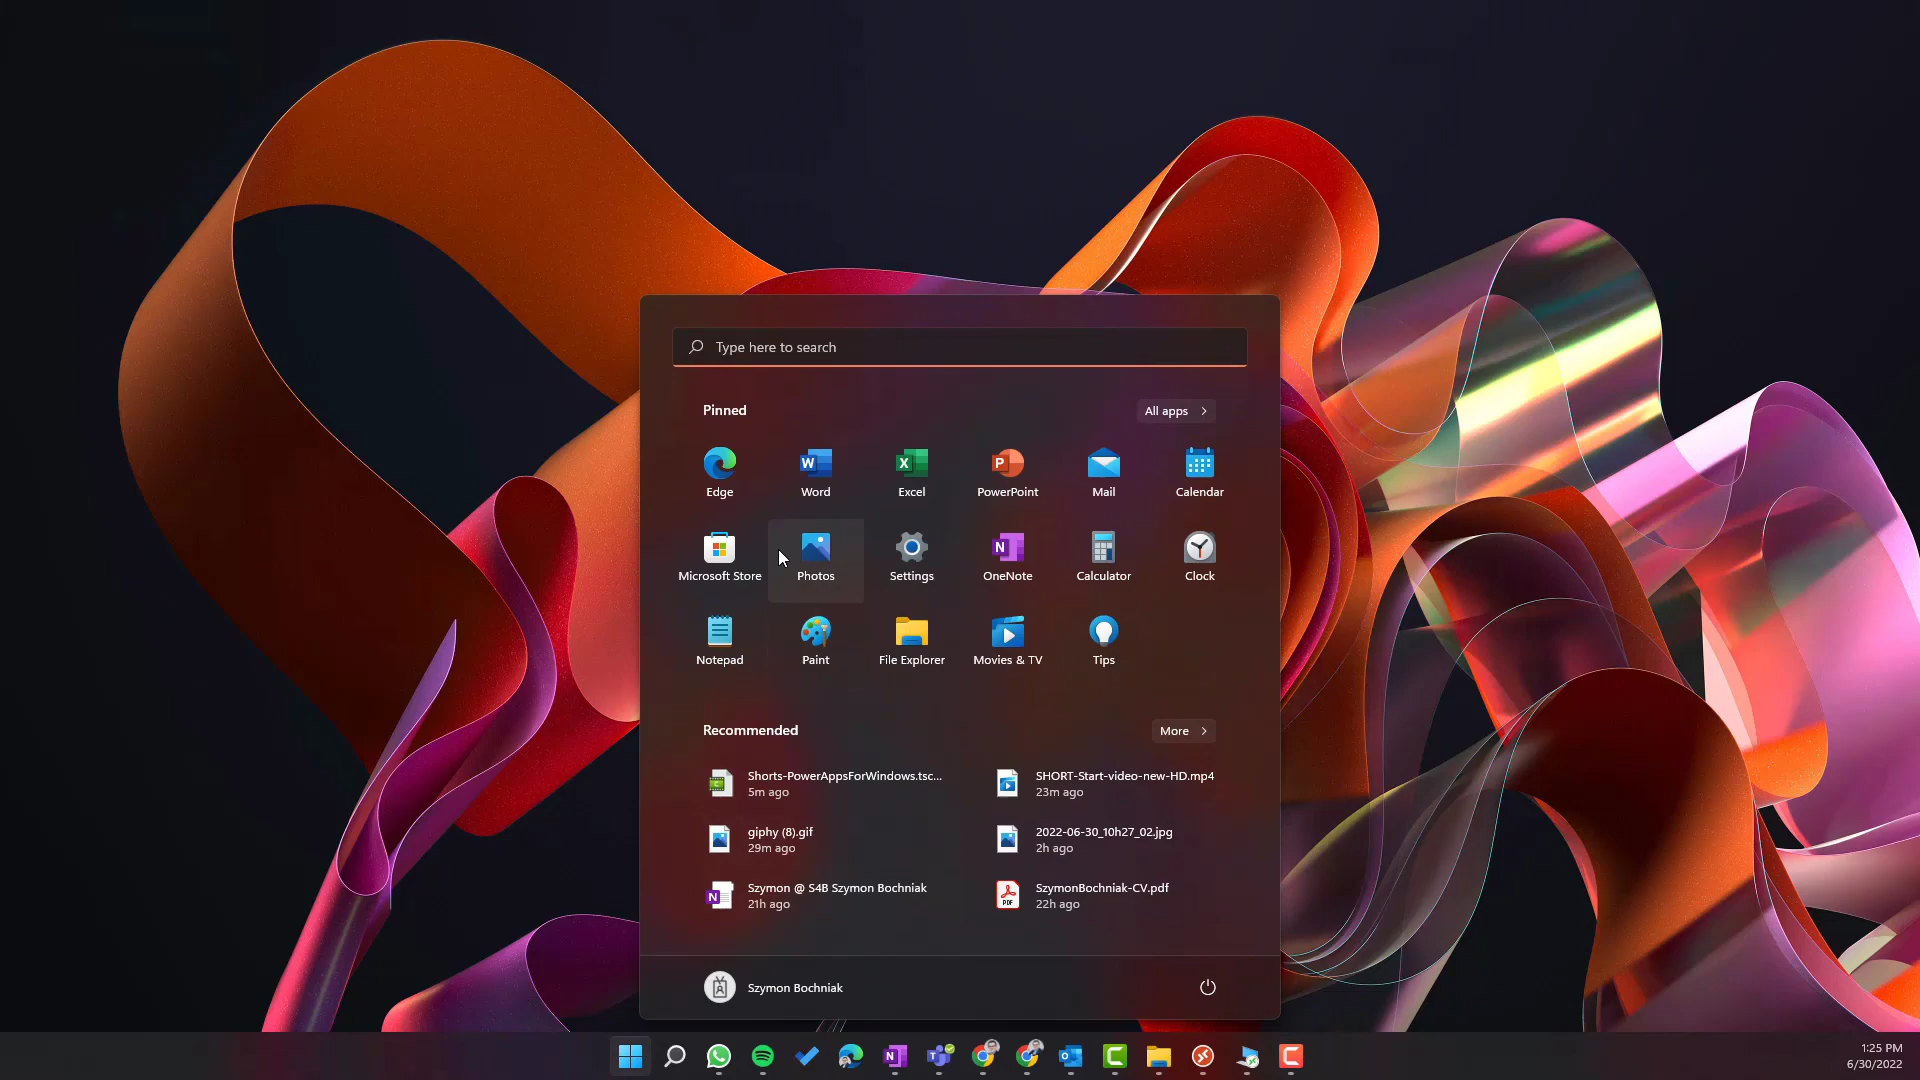 Type here to search
Pinned
All apps
Edge
Word
Excel
PowerPoint
Mail
Calendar
Microsoft Store
Photos
Settings
OneNote
Calculator
Clock
Notepad
Paint
File Explorer
Movies & TV
Tips
Recommended
More
Shorts-PowerAppsForWindows.tsc...
5m ago
SHORT-Start-video-new-HD.mp4
23m ago
giphy (8).gif
29m ago
2022-06-30_10h27_02.jpg
2h ago
Szymon @ S4B Szymon Bochniak
21h ago
SzymonBochniak-CV.pdf
22h ago
Szymon Bochniak
1:25 PM
6/30/2022